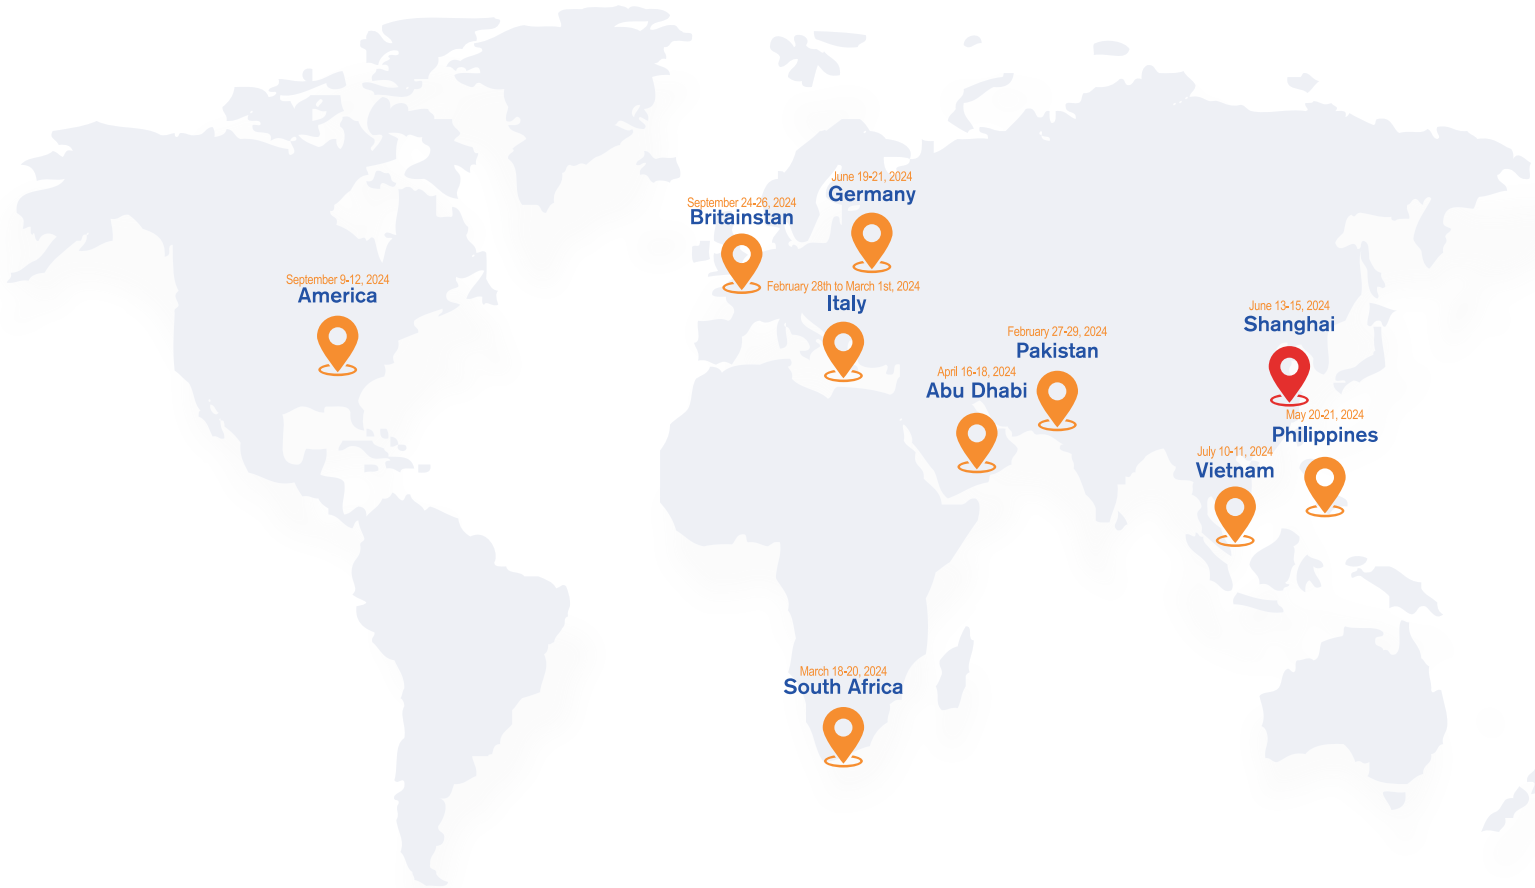 June 19-21, 2024
Germany
September 24-26, 2024
Britainstan
September 9-12, 2024
America
February 28th to March 1st, 2024
Italy
June 13-15, 2024
Shanghai
February 27-29, 2024
Pakistan
April 16-18, 2024
Abu Dhabi
May 20-21, 2024
Philippines
July 10-11, 2024
Vietnam
March 18-20, 2024
South Africa